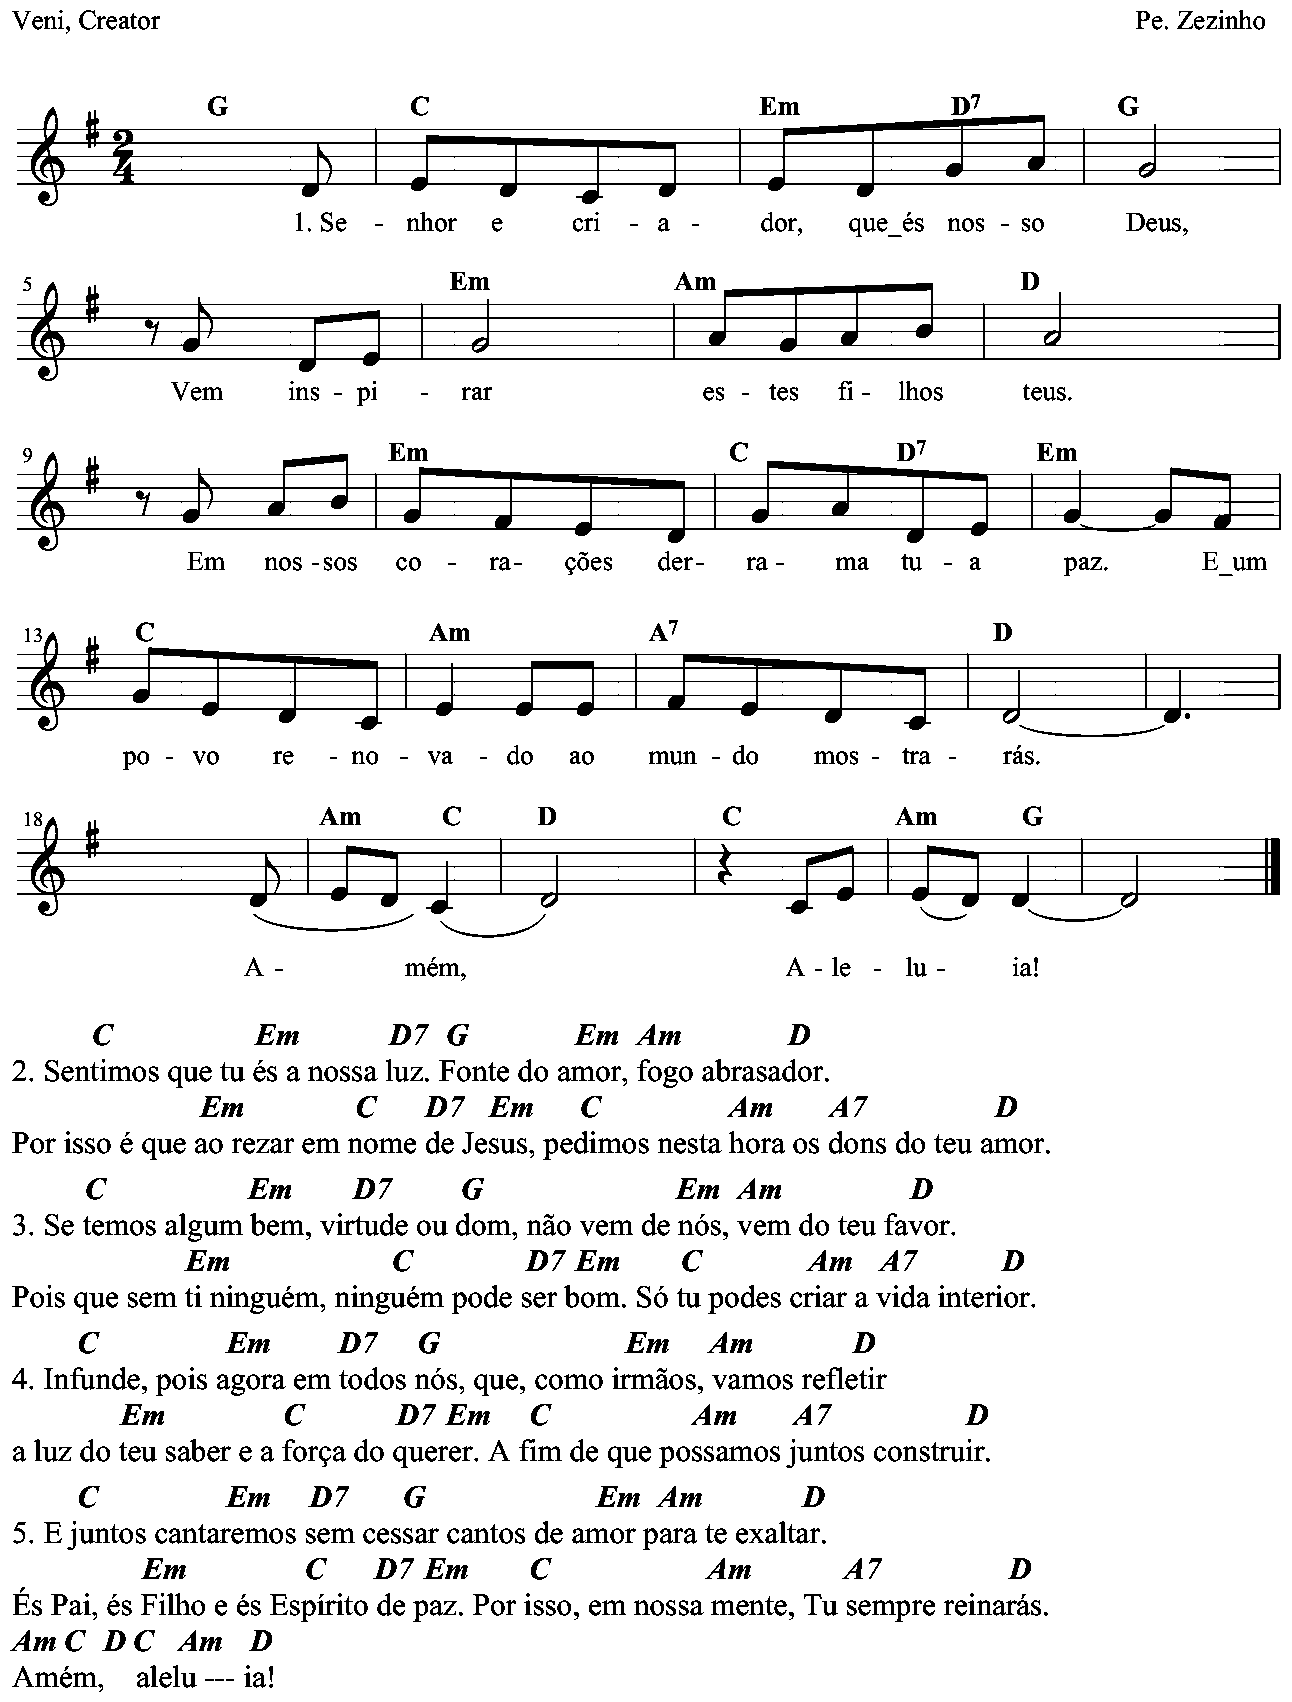 Veni, Creator Pe. Zezinho
G C Em D7 G
2/4
1. Se - nhor e cri - a - dor, que_és nos - so Deus,
5 Em Am D
Vem ins - pi - rar es - tes fi - lhos teus.
9 Em C D7 Em
Em nos - sos co - ra - ções der - ra - ma tu - a paz. E_um
13 C Am A7 D
po - vo re - no - va - do ao mun - do mos - tra - rás.
18 Am C D C Am G
A - mém, A - le - lu - ia!
C Em D7 G Em Am D
2. Sentimos que tu és a nossa luz. Fonte do amor, fogo abrasador.
Em C D7 Em C Am A7 D
Por isso é que ao rezar em nome de Jesus, pedimos nesta hora os dons do teu amor.
C Em D7 G Em Am D
3. Se temos algum bem, virtude ou dom, não vem de nós, vem do teu favor.
Em C D7 Em C Am A7 D
Pois que sem ti ninguém, ninguém pode ser bom. Só tu podes criar a vida interior.
C Em D7 G Em Am D
4. Infunde, pois agora em todos nós, que, como irmãos, vamos refletir
Em C D7 Em C Am A7 D
a luz do teu saber e a força do querer. A fim de que possamos juntos construir.
C Em D7 G Em Am D
5. E juntos cantaremos sem cessar cantos de amor para te exaltar.
Em C D7 Em C Am A7 D
És Pai, és Filho e és Espírito de paz. Por isso, em nossa mente, Tu sempre reinarás.
Am C D C Am D
Amém, alelu --- ia!